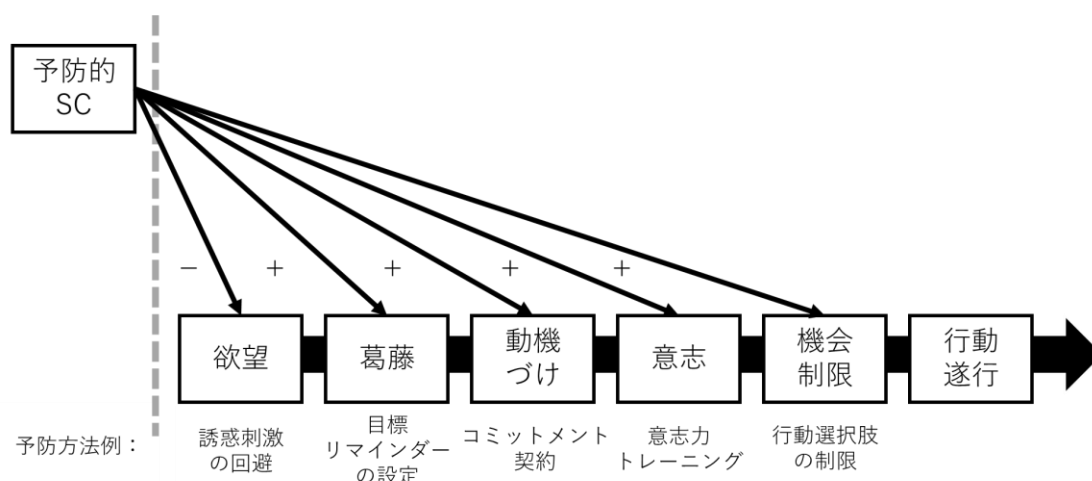 予防的
SC
− + + + +
欲望
葛藤
動機
づけ
意志
機会
制限
行動
遂行
予防方法例：
誘惑刺激
の回避
目標
リマインダー
の設定
コミットメント
契約
意志力
トレーニング
行動選択肢
の制限